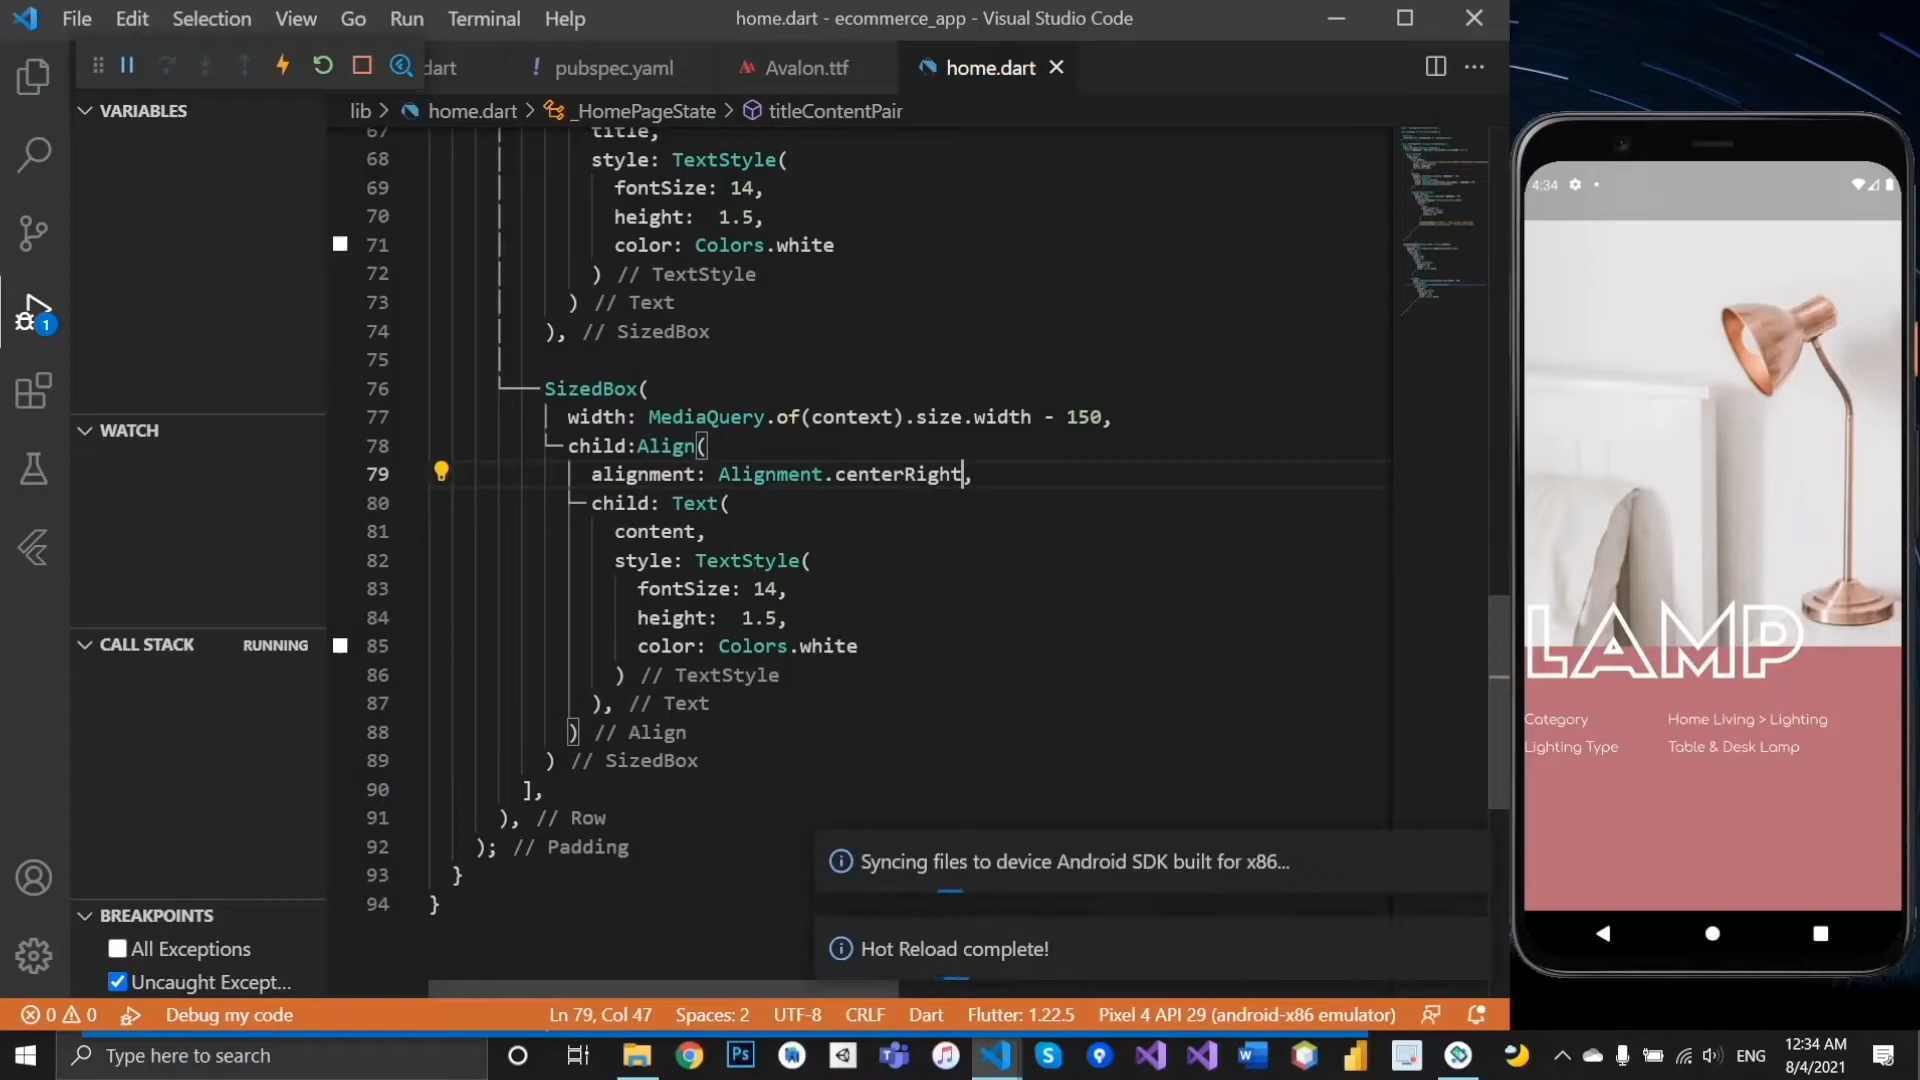 File Edit Selection View Go Run Terminal Help
home.dart - ecommerce_app - Visual Studio Code
dart
! pubspec.yaml
Avalon.ttf
home.dart
VARIABLES
WATCH
CALL STACK RUNNING
BREAKPOINTS
All Exceptions
Uncaught Except...
lib > home.dart > _HomePageState > titleContentPair
67 title,
68 style: TextStyle(
69 fontSize: 14,
70 height:  1.5,
71 color: Colors.white
72 ) // TextStyle
73 ) // Text
74 ), // SizedBox
75
76 SizedBox(
77 width: MediaQuery.of(context).size.width - 150,
78 child:Align(
79 alignment: Alignment.centerRight,
80 child: Text(
81 content,
82 style: TextStyle(
83 fontSize: 14,
84 height:  1.5,
85 color: Colors.white
86 ) // TextStyle
87 ), // Text
88 ) // Align
89 ) // SizedBox
90 ],
91 ), // Row
92 ); // Padding
93 }
94 }
Syncing files to device Android SDK built for x86...
Hot Reload complete!
4:34
LAMP
Category Home Living > Lighting
Lighting Type Table & Desk Lamp
1
0 0 Debug my code
Ln 79, Col 47 Spaces: 2 UTF-8 CRLF Dart Flutter: 1.22.5 Pixel 4 API 29 (android-x86 emulator)
Type here to search
Ps
ENG
12:34 AM
8/4/2021